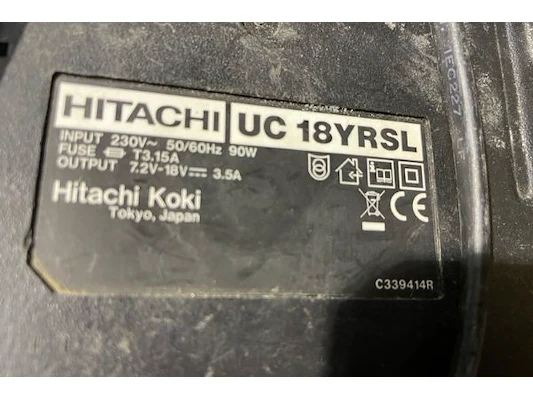 HITACHI UC 18YRSL
INPUT 230V~ 50/60Hz 90W
FUSE T3.15A
OUTPUT 7.2V-18V⎓ 3.5A
Hitachi Koki
Tokyo, Japan
CE
C339414R
IEC227